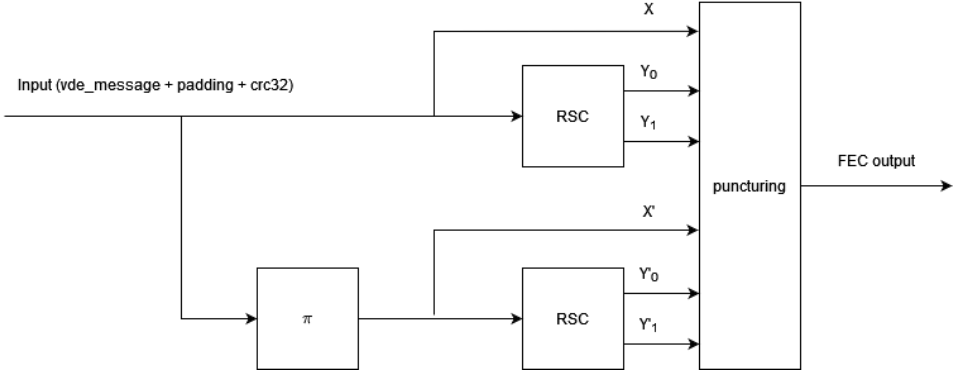 X
Input (vde_message + padding + crc32)
Y0
RSC
Y1
FEC output
puncturing
X'
Y'0
π
RSC
Y'1